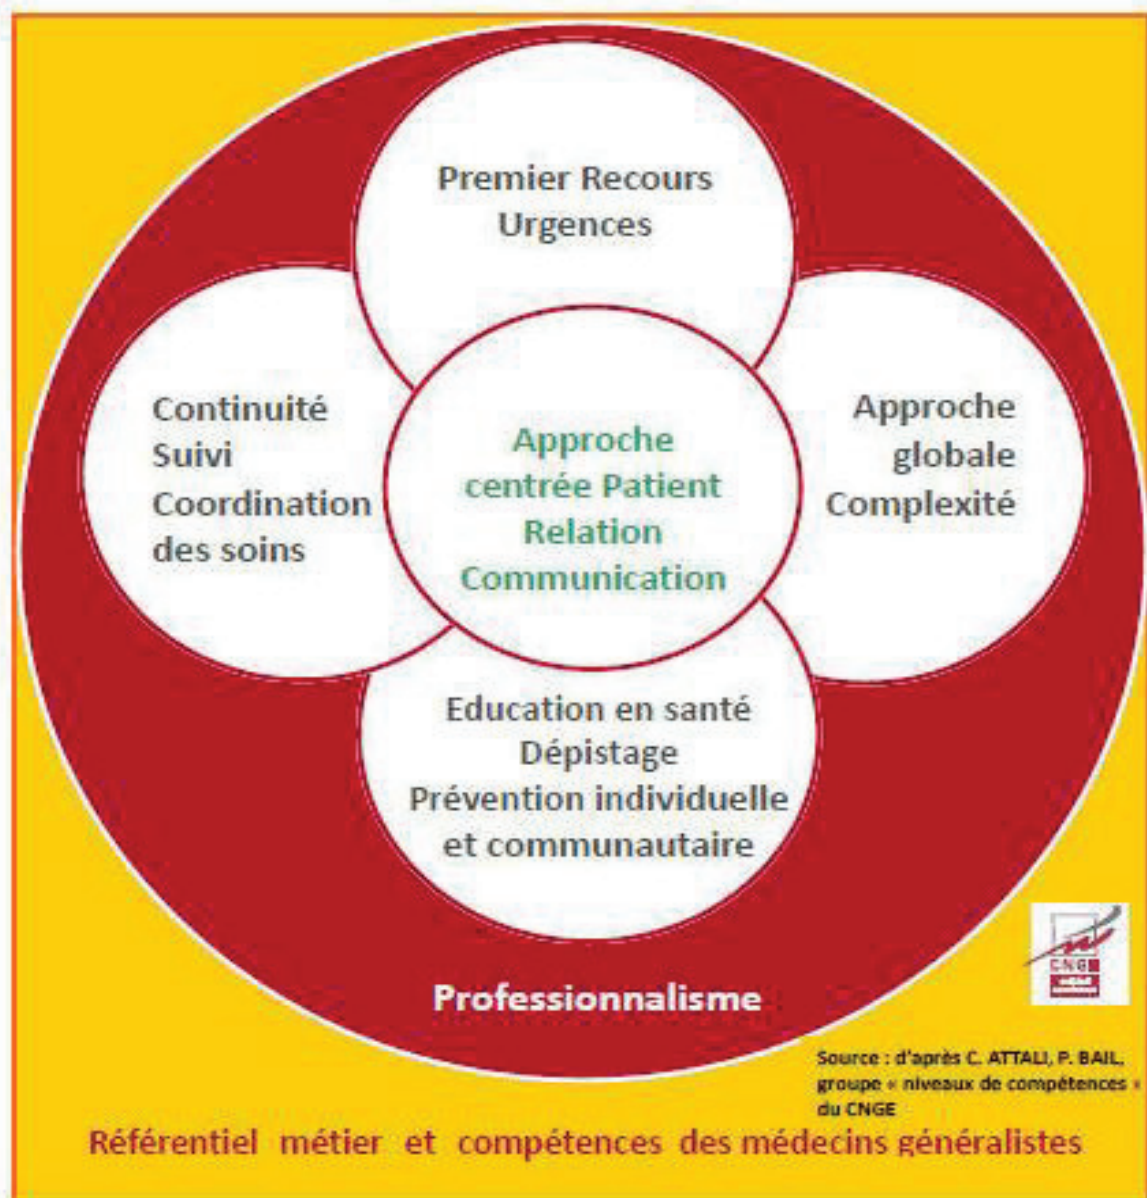 Premier Recours
Urgences
Continuité
Suivi
Coordination
des soins
Approche
centrée Patient
Relation
Communication
Approche
globale
Complexité
Education en santé
Dépistage
Prévention individuelle
et communautaire
Professionnalisme
CNGE
Source : d'après C. ATTALI, P. BAIL,
groupe « niveaux de compétences »
du CNGE
Référentiel métier et compétences des médecins généralistes